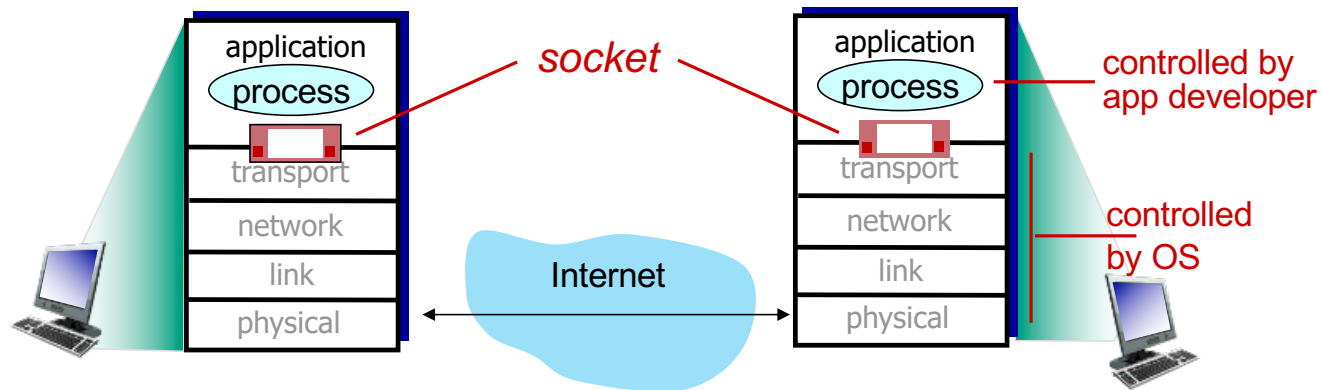 application
process
transport
network
link
physical
socket
Internet
application
process
transport
network
link
physical
controlled by
app developer
controlled
by OS